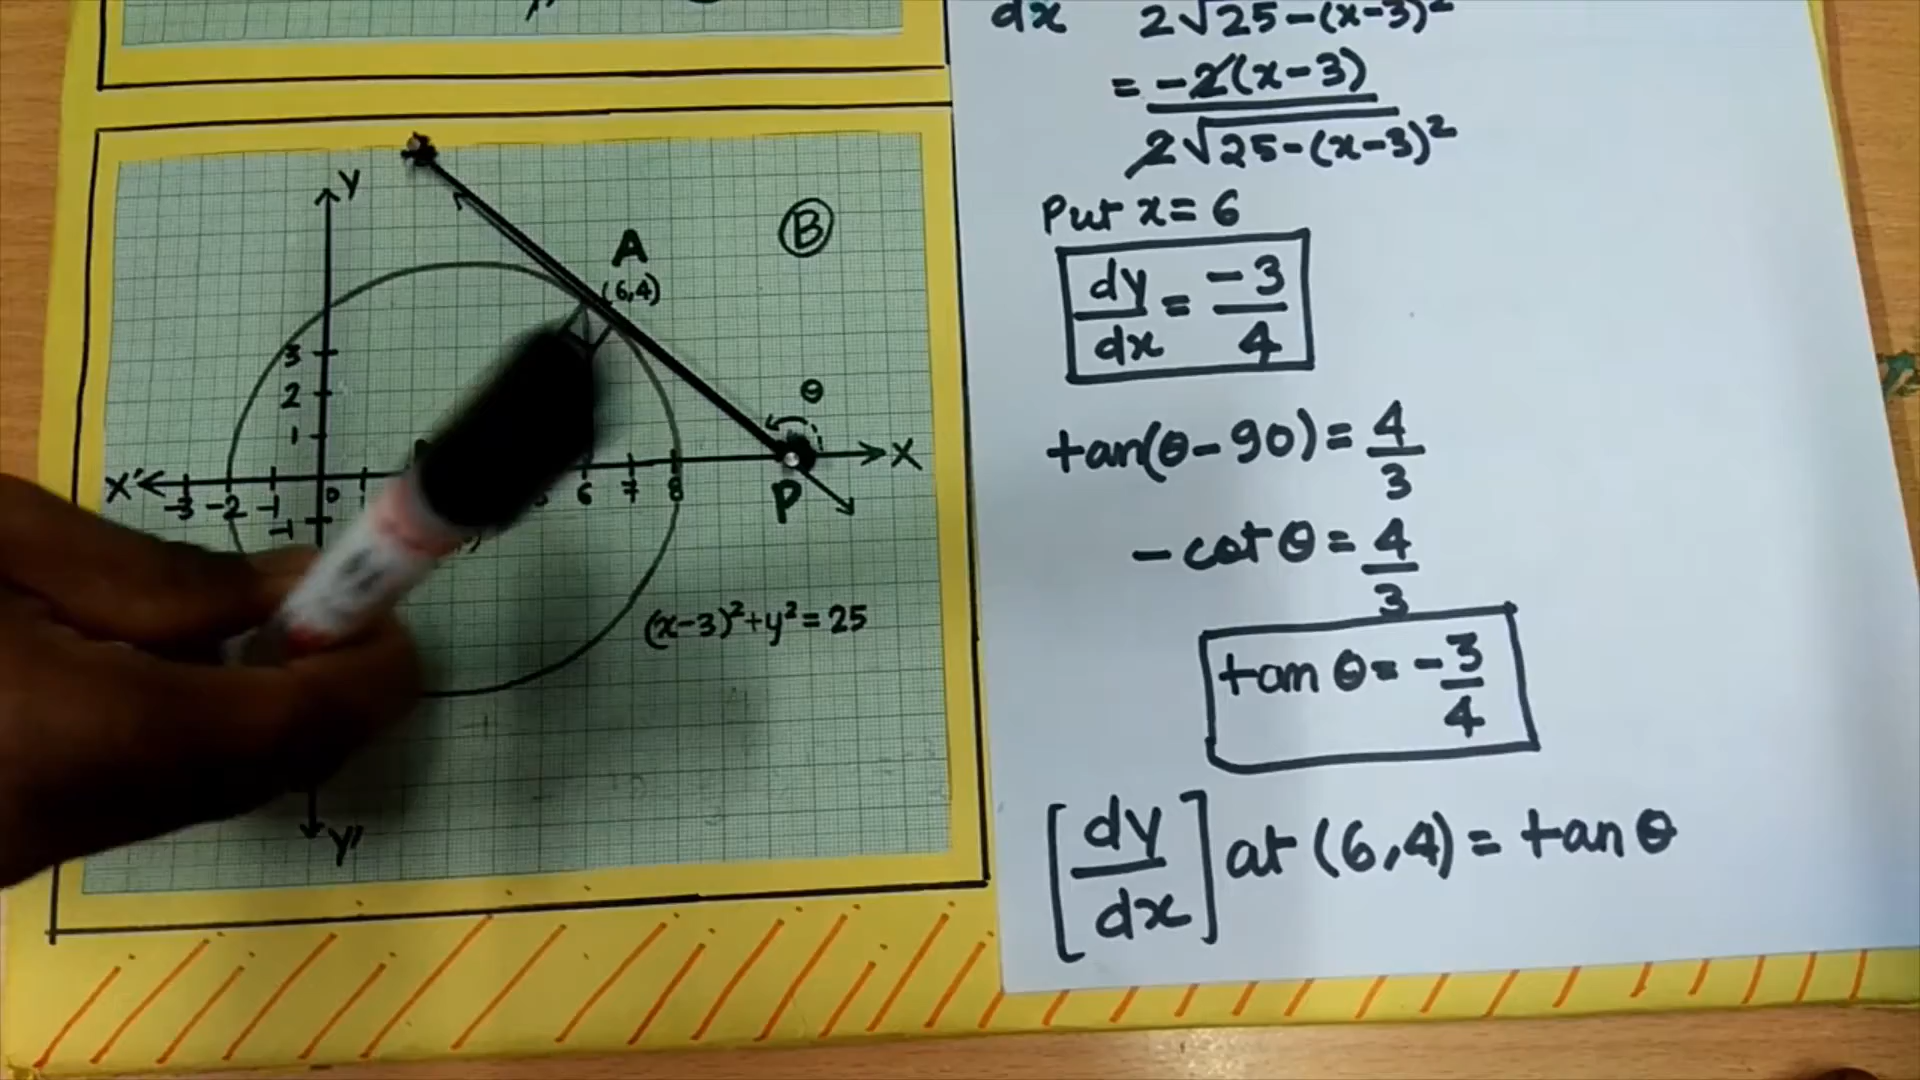 Y
A
(6,4)
B
θ
3
2
1
X' -3 -2 -1 0 1 6 7 8 X
P
-1
(x-3)²+y²=25
Y'
dx 2√25-(x-3)²
= -2(x-3)
2√25-(x-3)²
Put x=6
dy/dx = -3/4
tan(θ-90)=4/3
-cot θ=4/3
tan θ=-3/4
[dy/dx] at (6,4)= tan θ